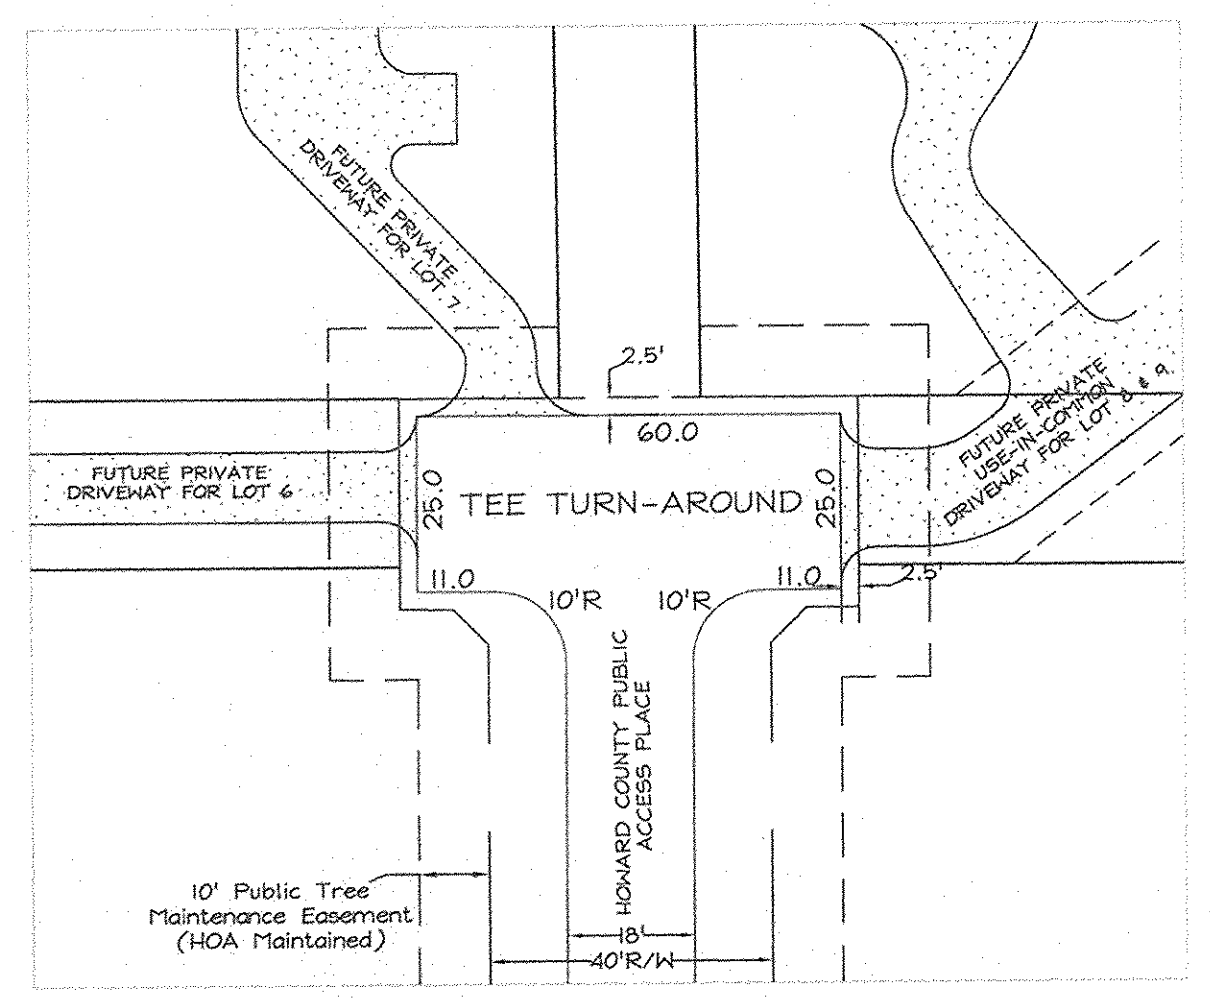 FUTURE PRIVATE
DRIVEWAY FOR LOT 7
2.5'
60.0
FUTURE PRIVATE
USE-IN-COMMON
DRIVEWAY FOR LOT 8 & 9
FUTURE PRIVATE
DRIVEWAY FOR LOT 6
25.0
TEE TURN-AROUND
25.0
11.0
11.0
2.5'
10'R
10'R
HOWARD COUNTY PUBLIC
ACCESS PLACE
10' Public Tree
Maintenance Easement
(HOA Maintained)
18'
40'R/W